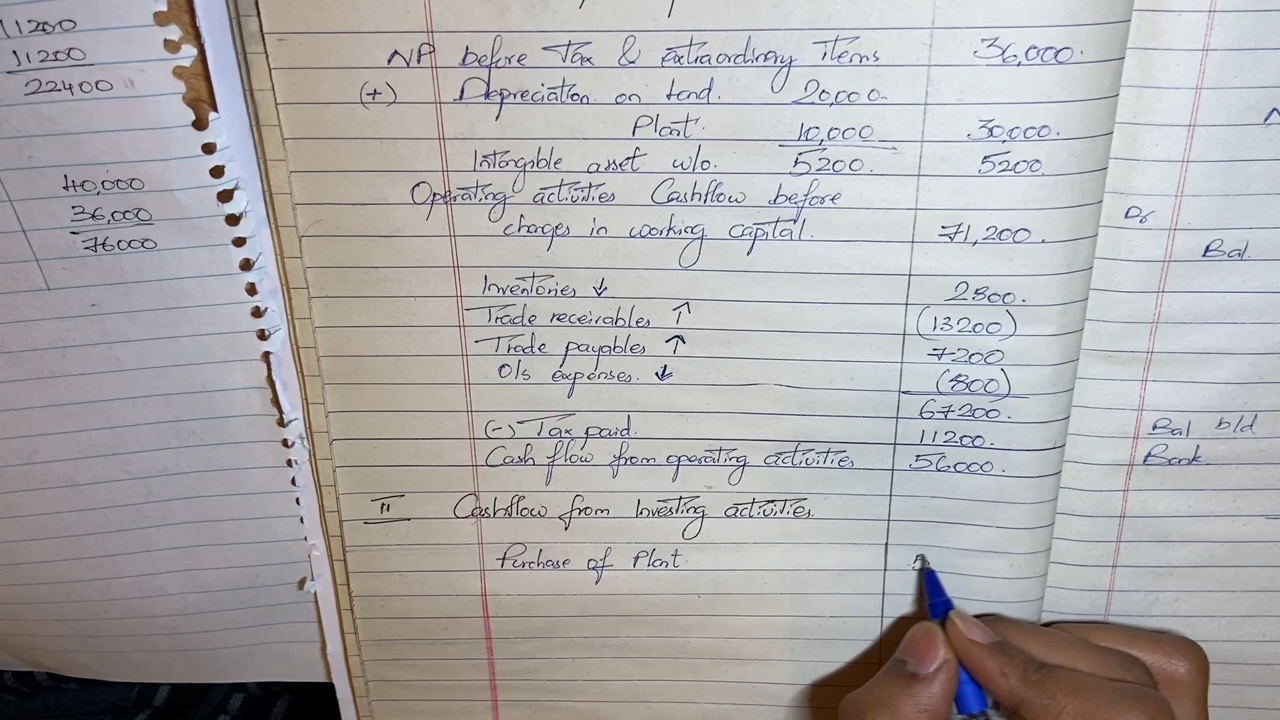 11200
11200
22400
40,000
36,000
76000
NP before Tax & extraordinary items 36,000.
(+) Depreciation on land. 20,000.
Plant. 10,000 30,000.
Intangible asset w/o. 5200. 5200
Operating activities Cashflow before
changes in working capital. 71,200.
Inventories ↓ 2800.
Trade receivables ↑ (13200)
Trade payables ↑ 7200
O/s expenses. ↓ (800)
67200.
(-) Tax paid. 11200.
Cash flow from operating activities 56000.
II Cashflow from Investing activities.
Purchase of Plant
Dr
Bal.
Bal b/d
Bank.